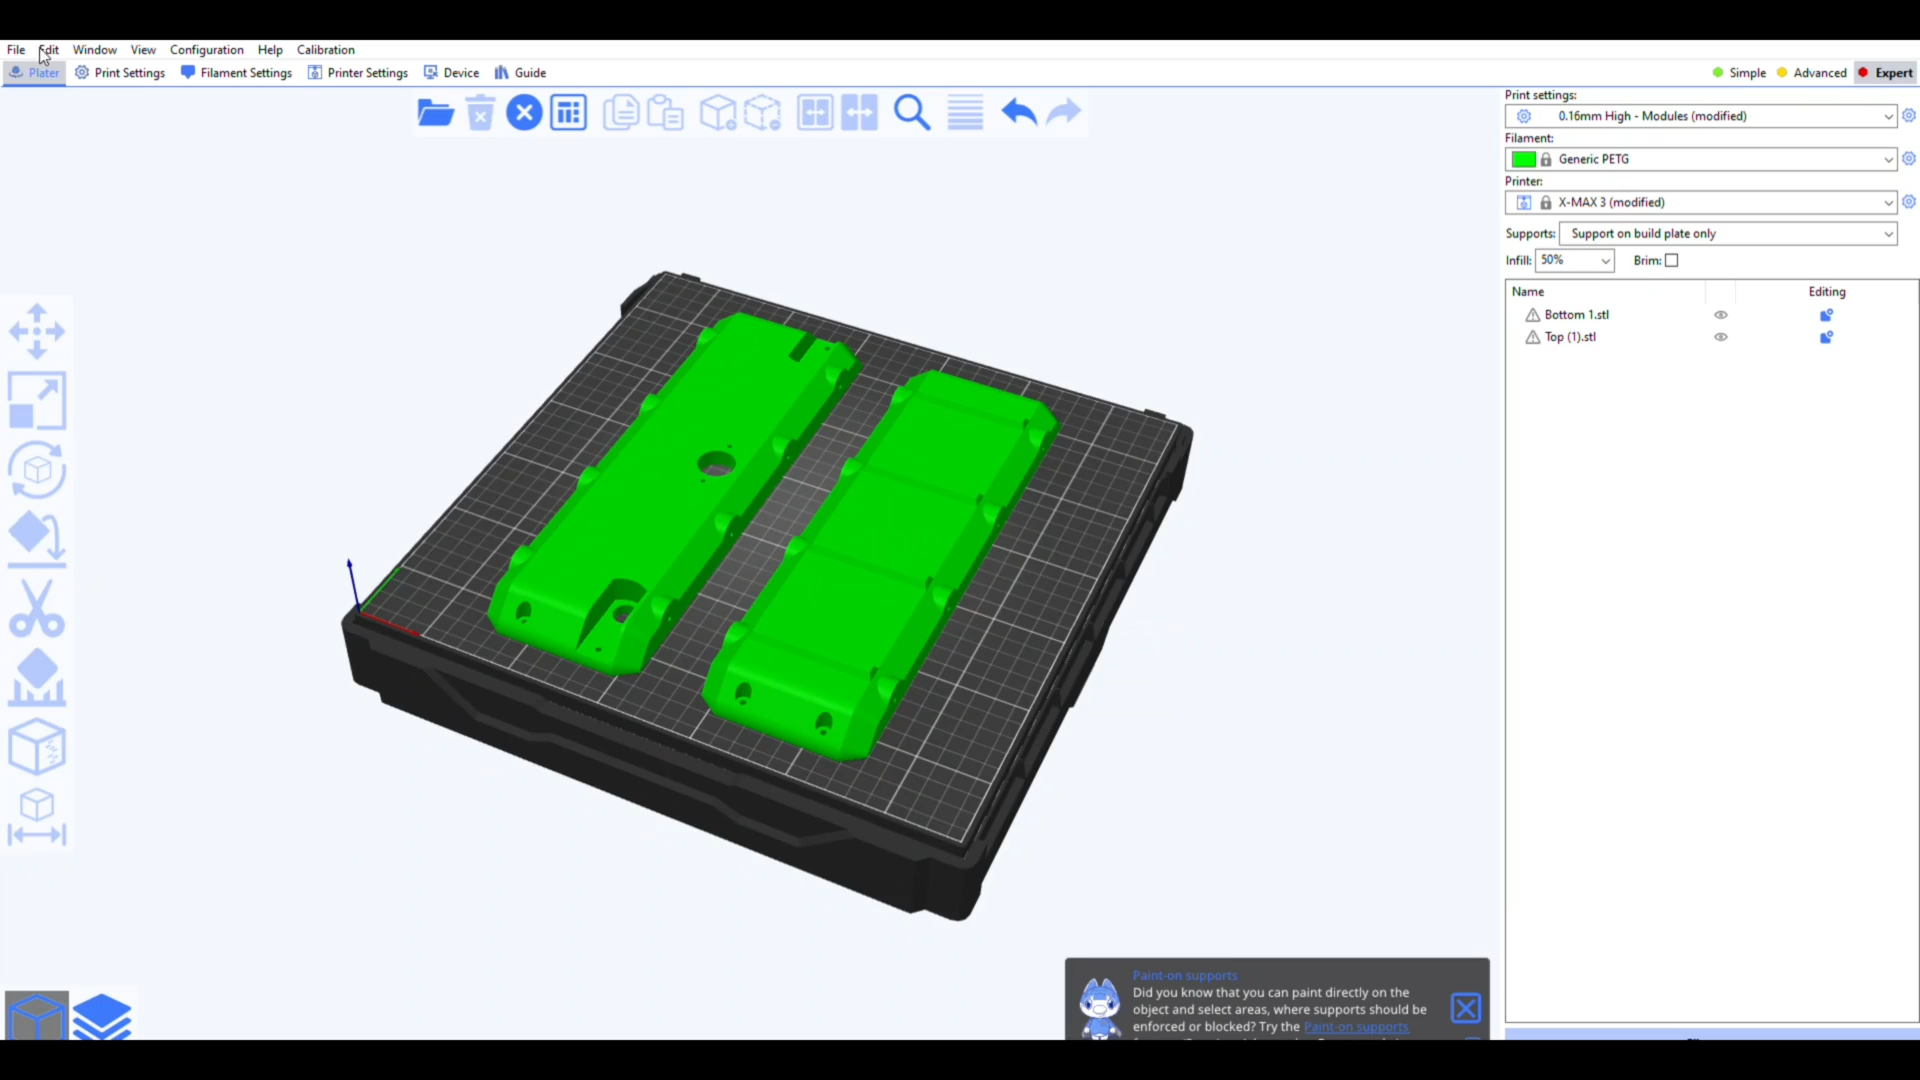 File Edit Window View Configuration Help Calibration
Plater Print Settings Filament Settings Printer Settings Device Guide
Simple Advanced Expert
Print settings:
0.16mm High - Modules (modified)
Filament:
Generic PETG
Printer:
X-MAX 3 (modified)
Supports: Support on build plate only
Infill: 50% Brim:
Name Editing
Bottom 1.stl
Top (1).stl
Paint-on supports
Did you know that you can paint directly on the
object and select areas, where supports should be
enforced or blocked? Try the Paint-on supports